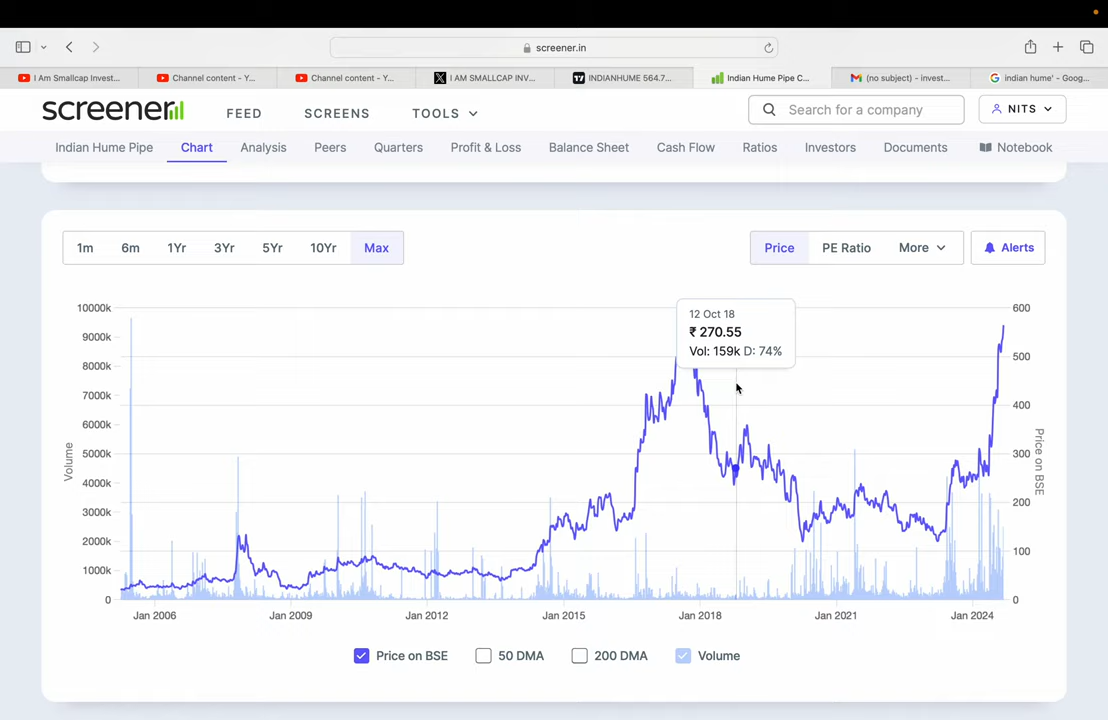 screener.in
I Am Smallcap Invest...
Channel content - Y...
Channel content - Y...
I AM SMALLCAP INV...
INDIANHUME 564.7...
Indian Hume Pipe C...
(no subject) - invest...
indian hume' - Goog...
screener
FEED
SCREENS
TOOLS
Search for a company
NITS
Indian Hume Pipe
Chart
Analysis
Peers
Quarters
Profit & Loss
Balance Sheet
Cash Flow
Ratios
Investors
Documents
Notebook
1m
6m
1Yr
3Yr
5Yr
10Yr
Max
Price
PE Ratio
More
Alerts
12 Oct 18
₹ 270.55
Vol: 159k D: 74%
10000k
9000k
8000k
7000k
6000k
5000k
4000k
3000k
2000k
1000k
0
Volume
600
500
400
300
200
100
0
Price on BSE
Jan 2006
Jan 2009
Jan 2012
Jan 2015
Jan 2018
Jan 2021
Jan 2024
Price on BSE
50 DMA
200 DMA
Volume